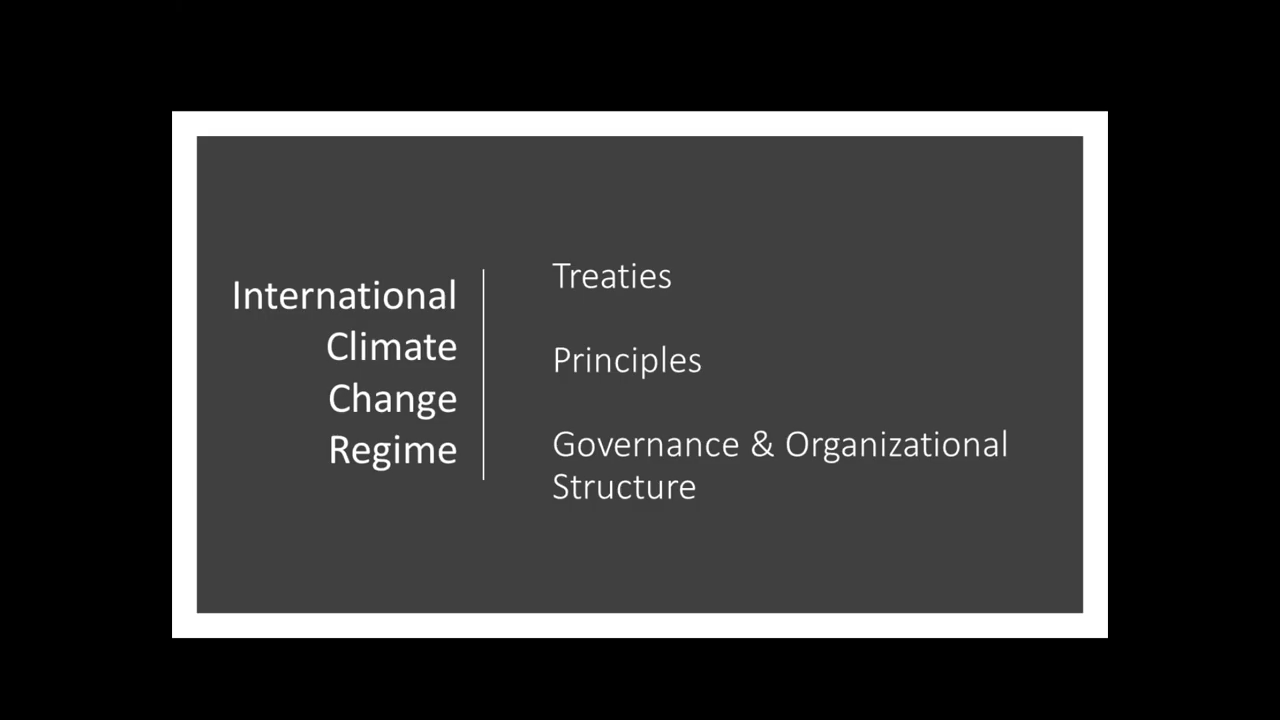 International
Climate
Change
Regime
Treaties
Principles
Governance & Organizational
Structure